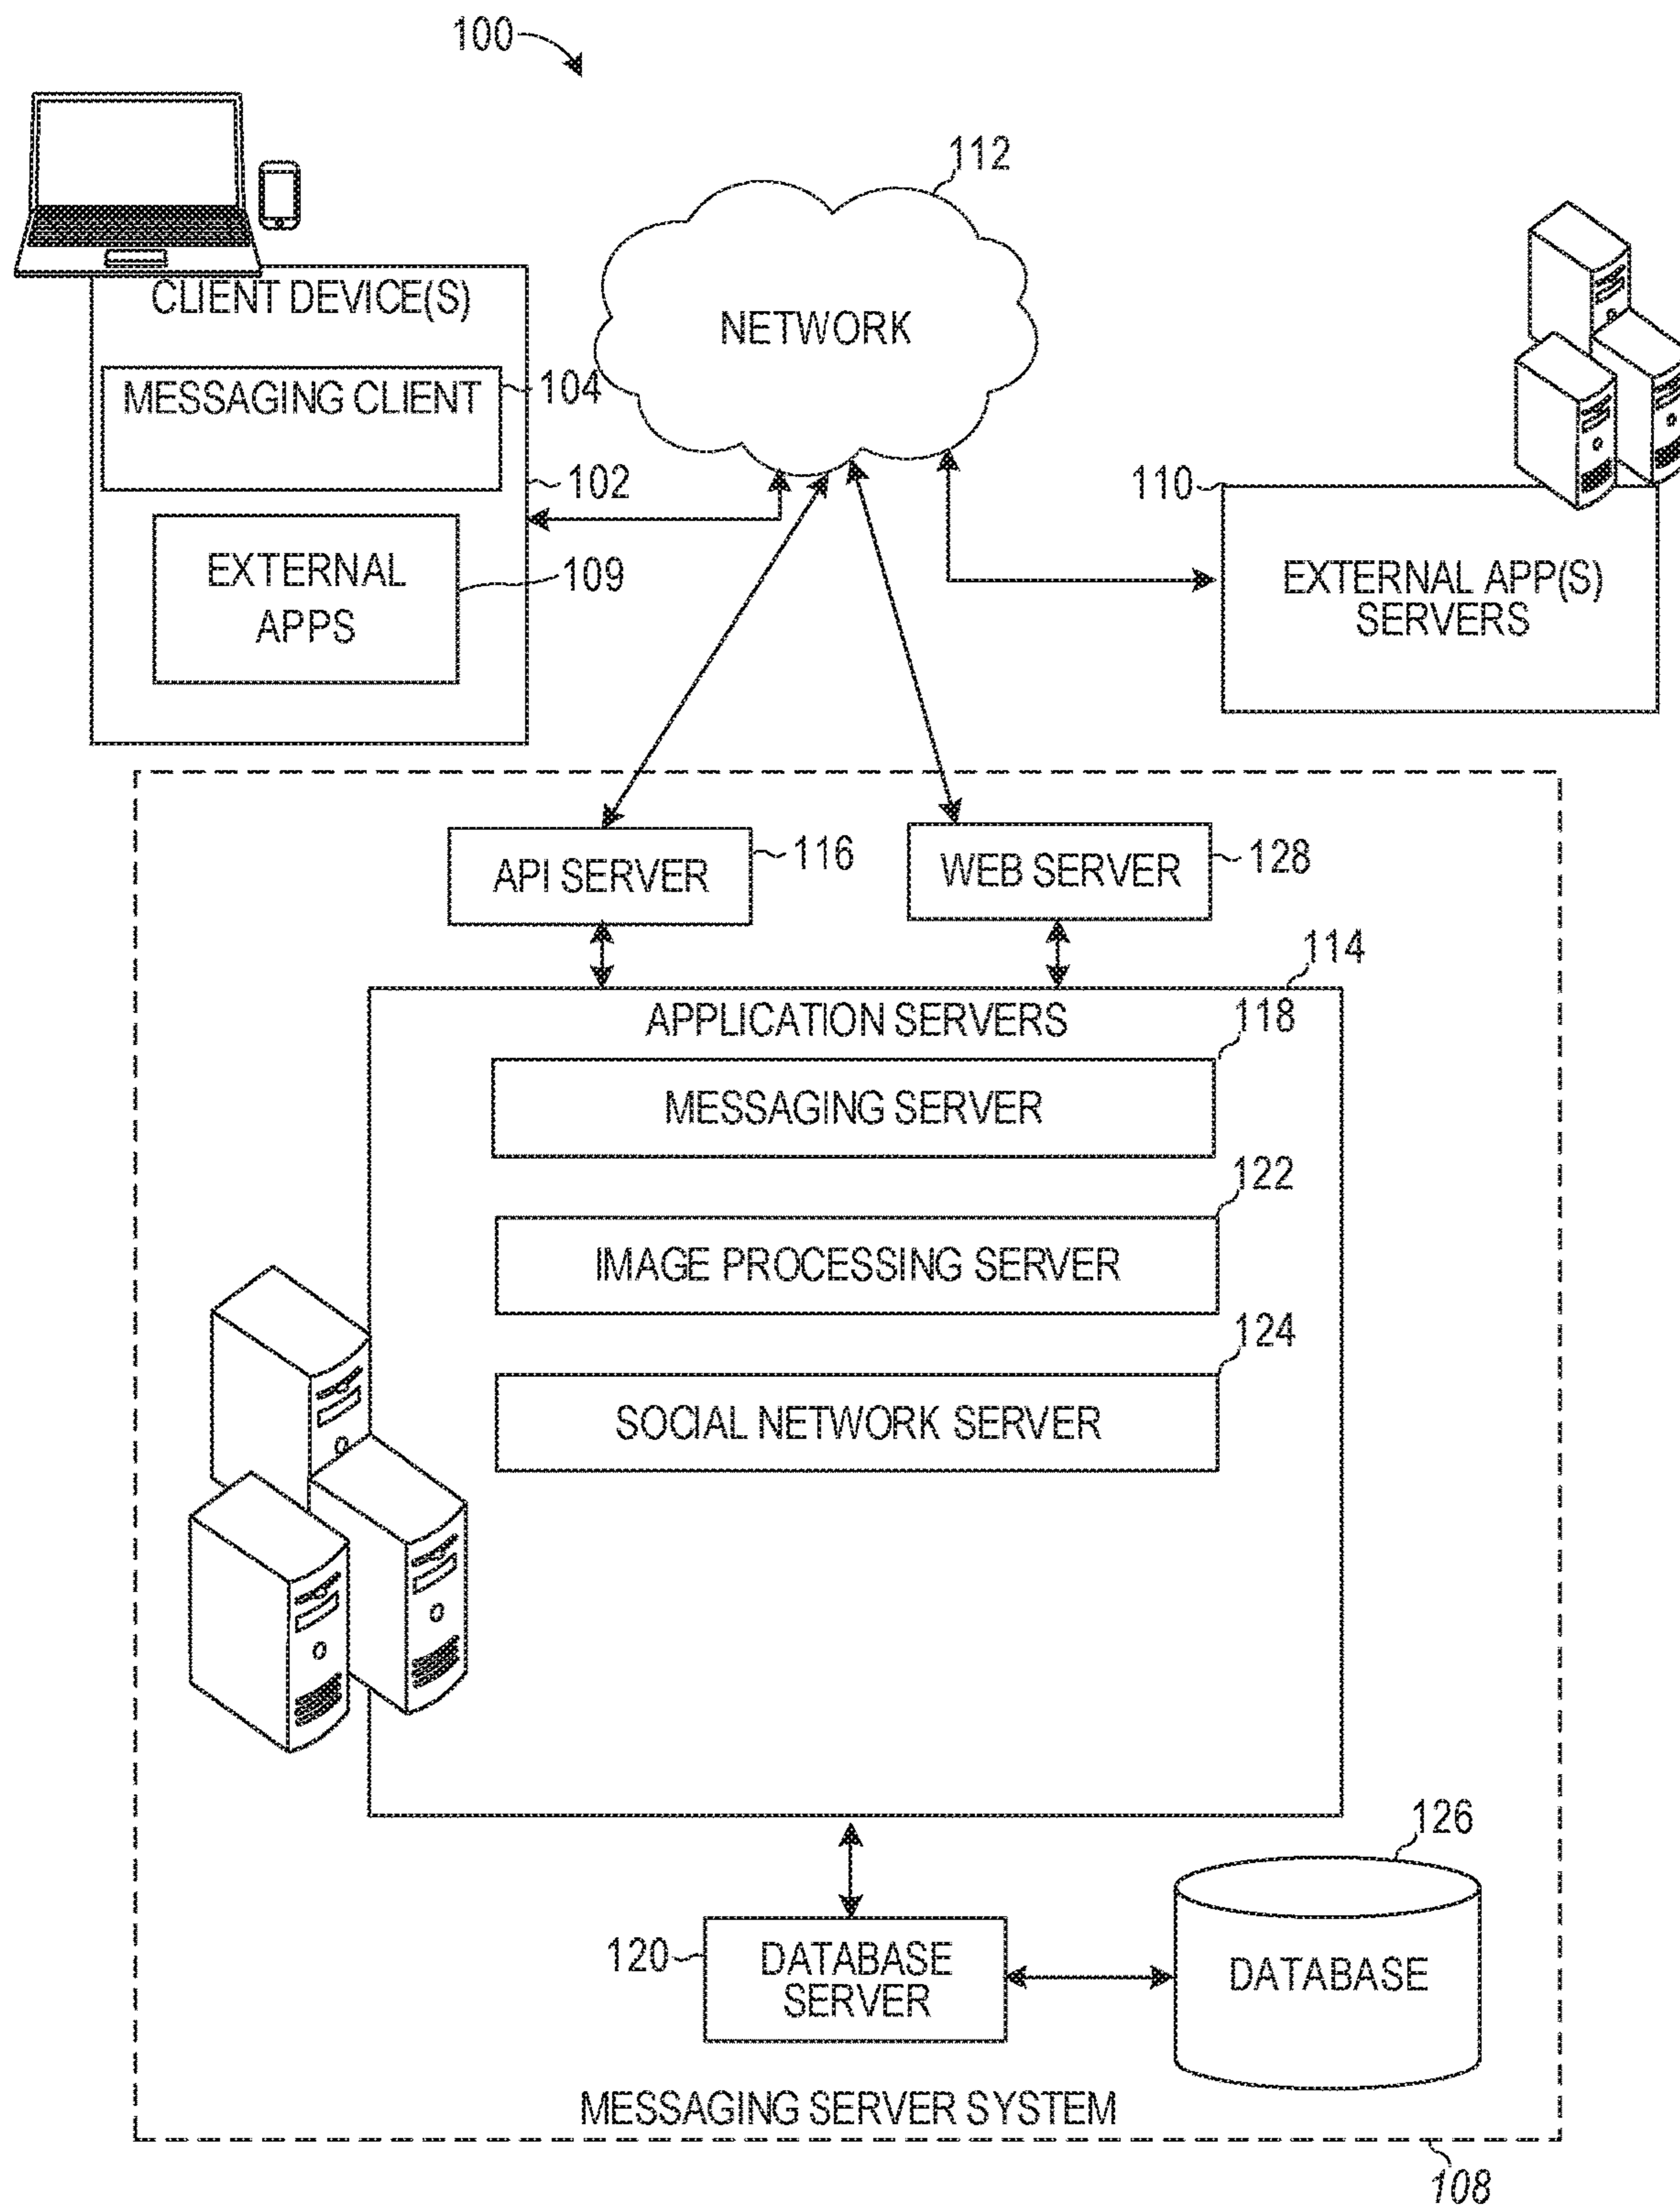 100
112
CLIENT DEVICE(S)
NETWORK
MESSAGING CLIENT
104
102
110
EXTERNAL
APPS
109
EXTERNAL APP(S)
SERVERS
API SERVER
116
WEB SERVER
128
114
APPLICATION SERVERS
118
MESSAGING SERVER
122
IMAGE PROCESSING SERVER
124
SOCIAL NETWORK SERVER
126
120
DATABASE
SERVER
DATABASE
MESSAGING SERVER SYSTEM
108